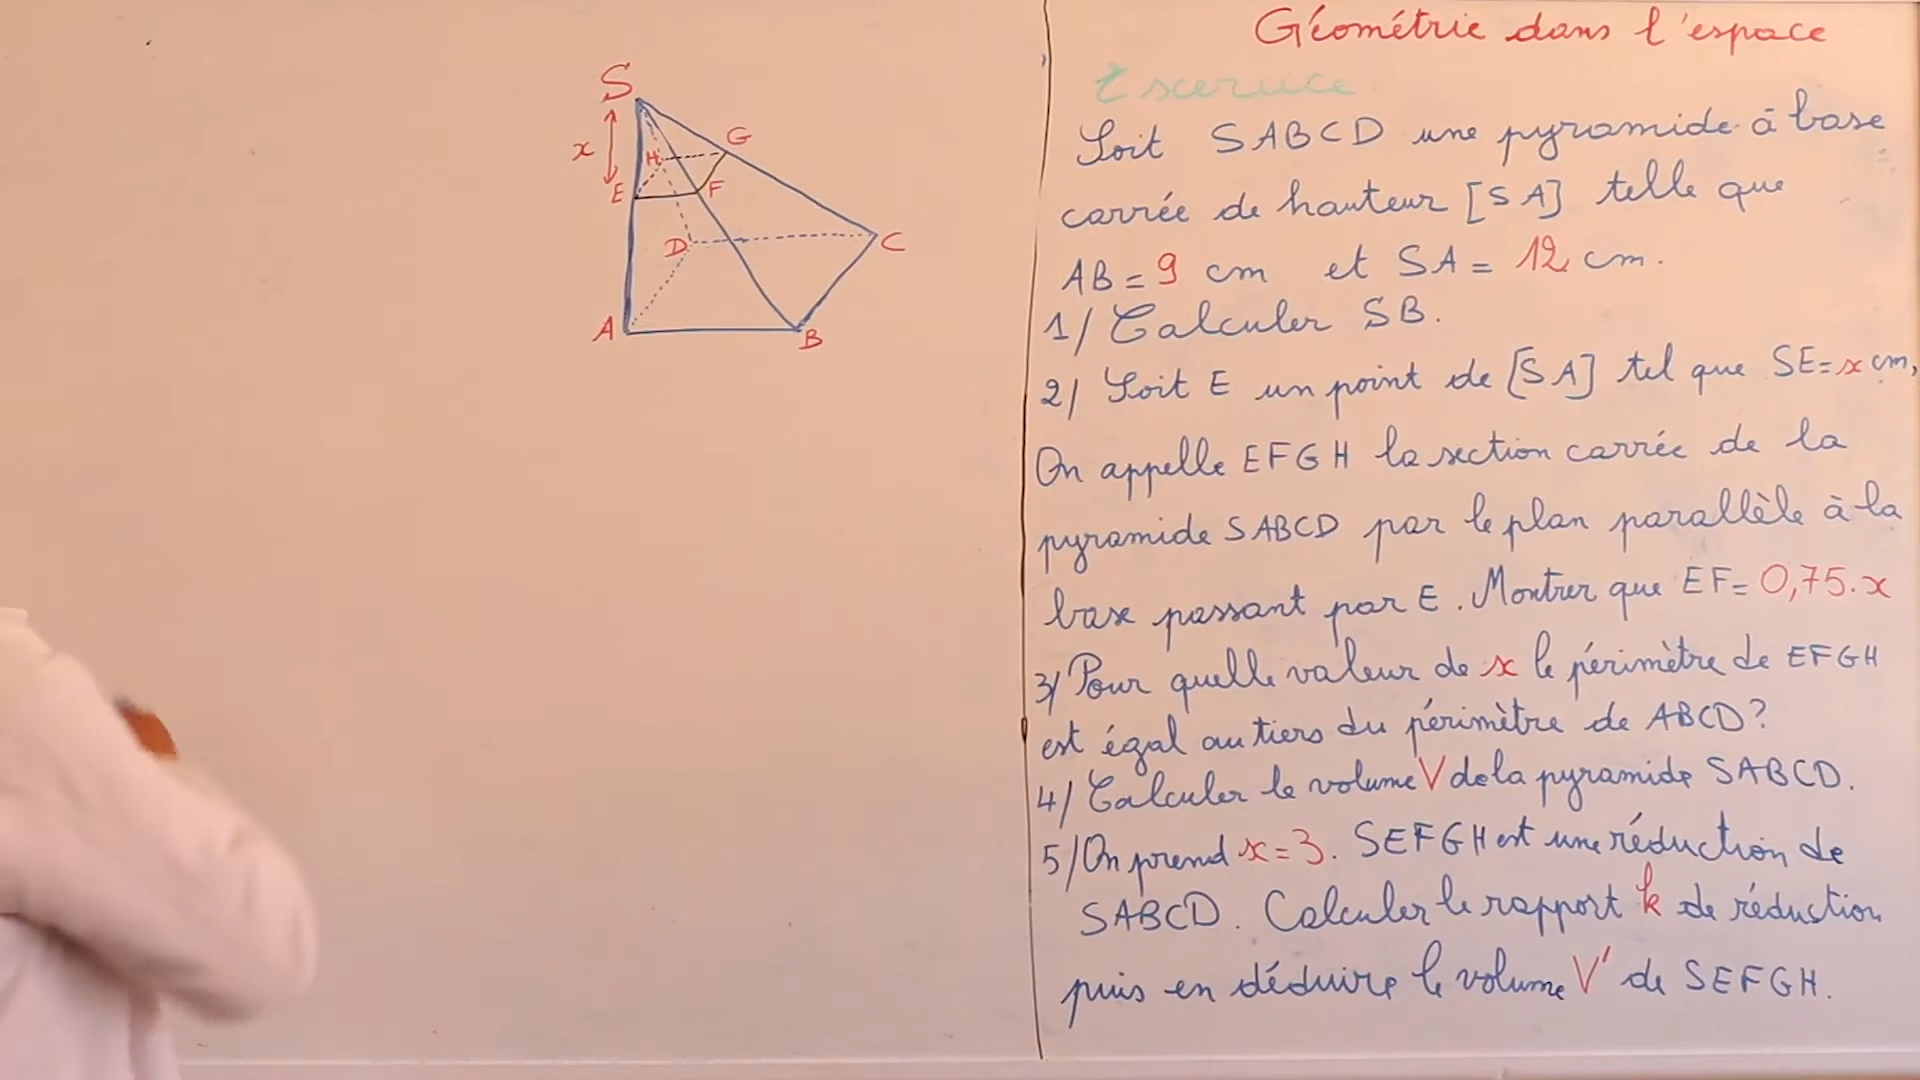 Géométrie dans l'espace
Exercice
Soit SABCD une pyramide à base
carrée de hauteur [SA] telle que
AB = 9 cm et SA = 12 cm.
1/ Calculer SB.
2/ Soit E un point de [SA] tel que SE=x cm,
On appelle EFGH la section carrée de la
pyramide SABCD par le plan parallèle à la
base passant par E. Montrer que EF= 0,75.x
3/ Pour quelle valeur de x le périmètre de EFGH
est égal au tiers du périmètre de ABCD?
4/ Calculer le volume V de la pyramide SABCD.
5/ On prend x=3. SEFGH est une réduction de
SABCD. Calculer le rapport k de réduction
puis en déduire le volume V' de SEFGH.
S
G
x
H
E
F
D
C
A
B